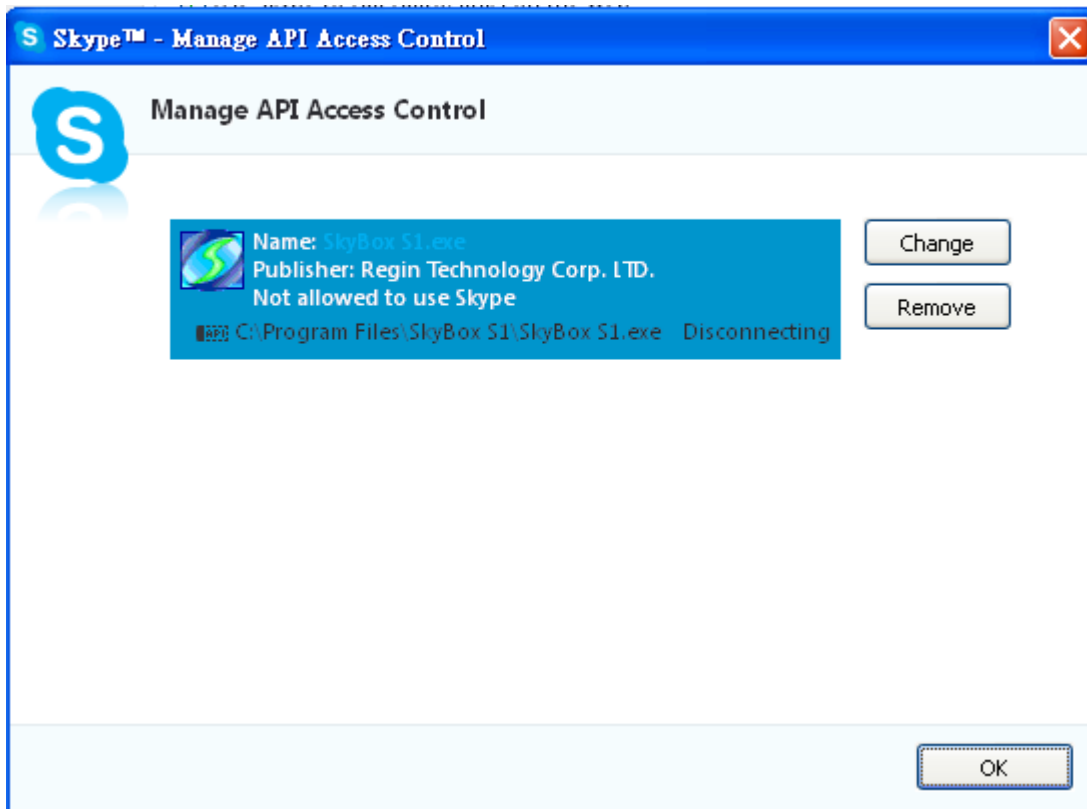 Skype™ - Manage API Access Control
Manage API Access Control
Name: SkyBox S1.exe
Publisher: Regin Technology Corp. LTD.
Not allowed to use Skype
API C:\Program Files\SkyBox S1\SkyBox S1.exe Disconnecting
Change
Remove
OK